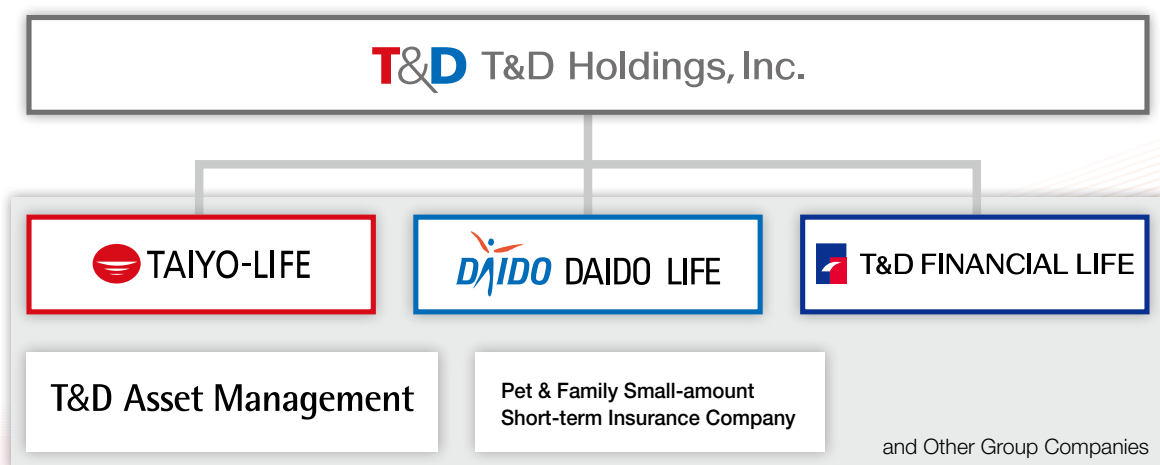 T&D T&D Holdings, Inc.
TAIYO-LIFE
DAIDO DAIDO LIFE
T&D FINANCIAL LIFE
T&D Asset Management
Pet & Family Small-amount
Short-term Insurance Company
and Other Group Companies